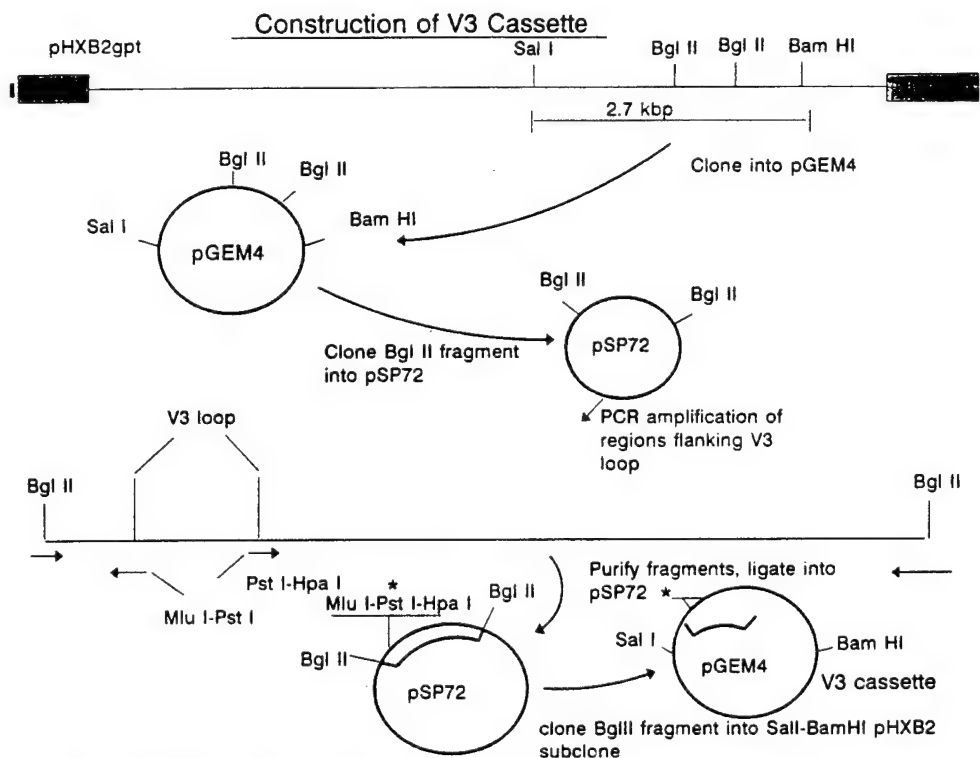 Construction of V3 Cassette
pHXB2gpt
Sal I
Bgl II
Bgl II
Bam HI
2.7 kbp
Clone into pGEM4
Bgl II
Bgl II
Sal I
Bam HI
pGEM4
Bgl II
Bgl II
pSP72
Clone Bgl II fragment
into pSP72
PCR amplification of
regions flanking V3
loop
V3 loop
Bgl II
Bgl II
Pst I-Hpa I
Mlu I-Pst I
*
Mlu I-Pst I-Hpa I
Bgl II
Bgl II
pSP72
Purify fragments, ligate into
pSP72 *
Sal I
Bam HI
pGEM4
V3 cassette
clone BglII fragment into SalI-BamHI pHXB2
subclone